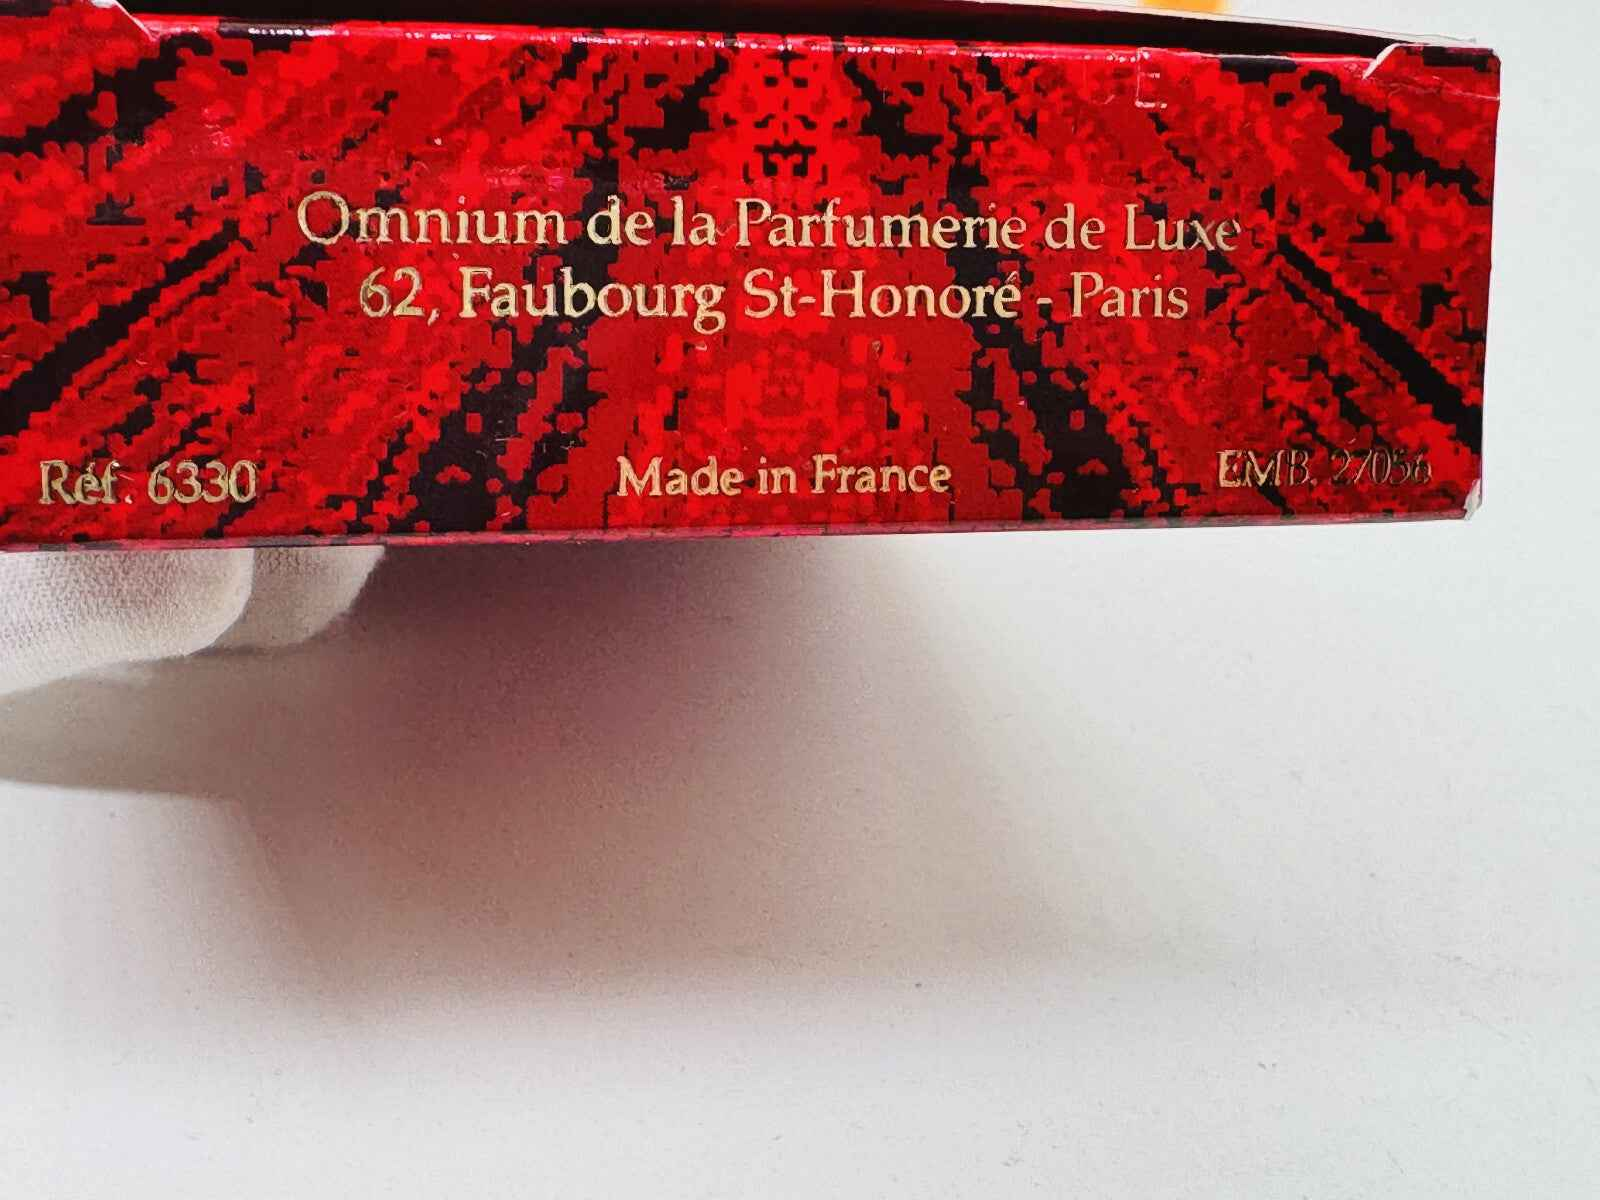 Omnium de la Parfumerie de Luxe
62, Faubourg St-Honoré - Paris
Réf. 6330 Made in France EMB. 27056